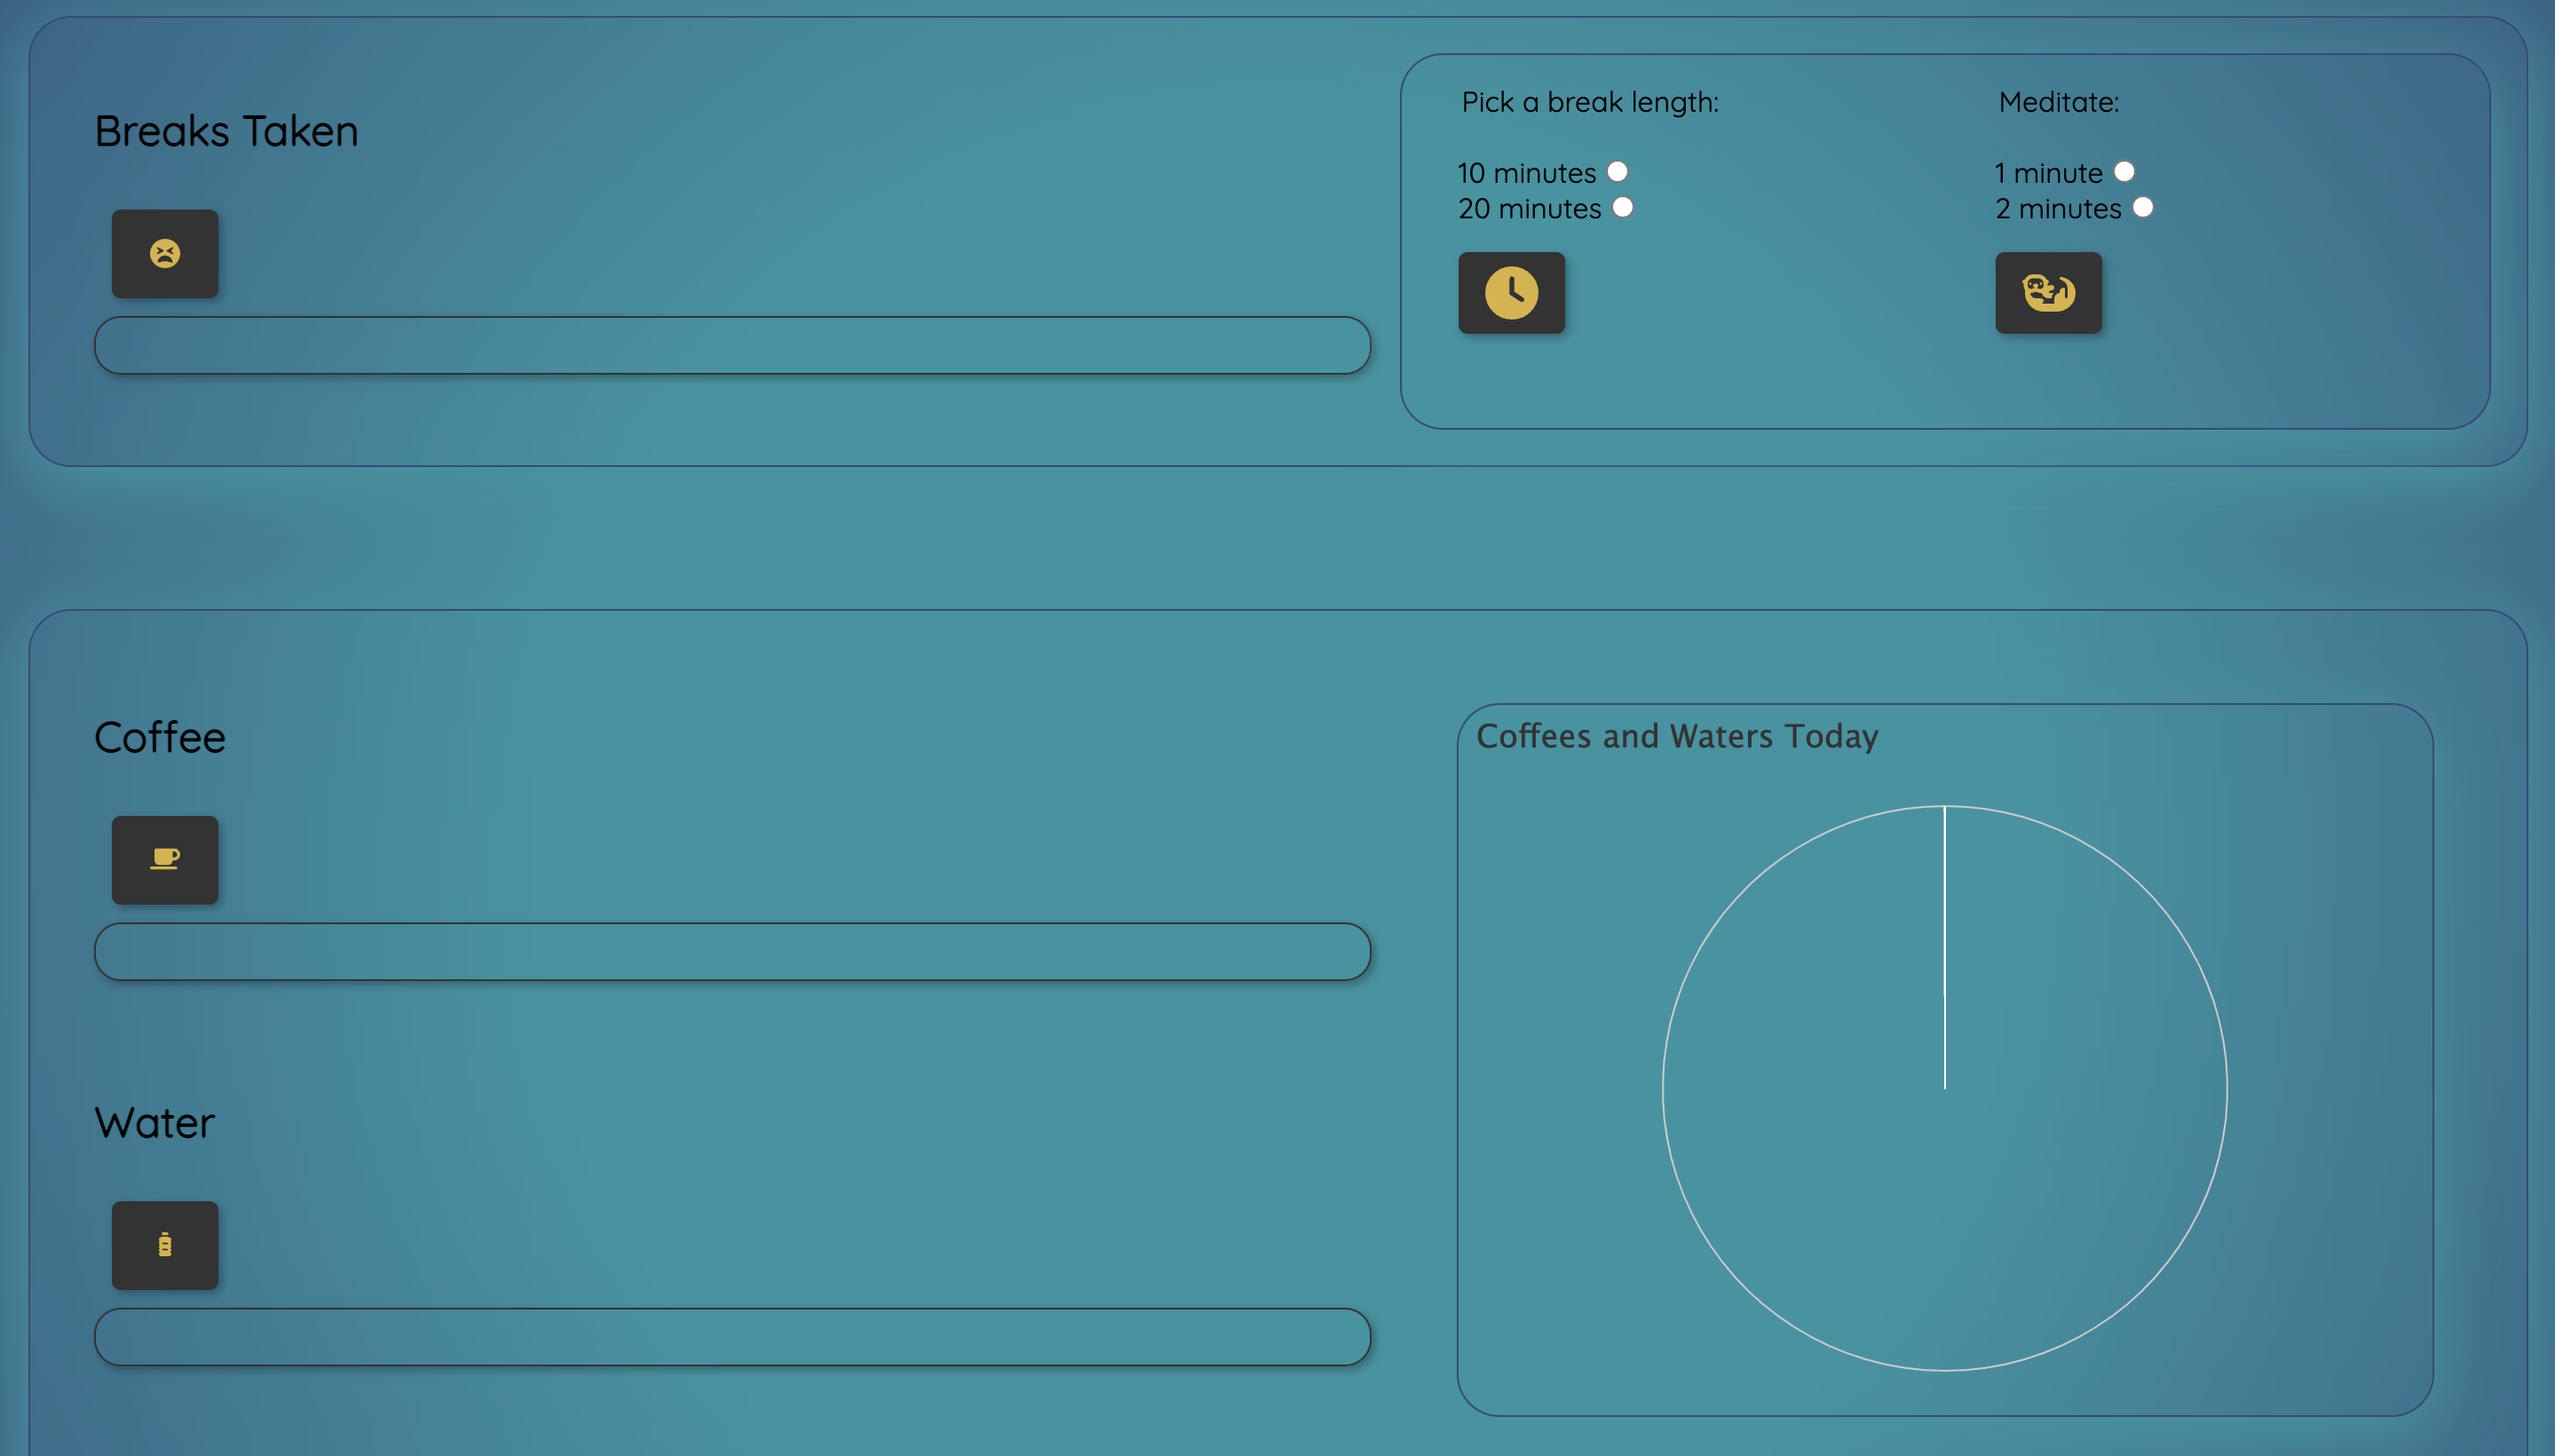 Breaks Taken
Pick a break length:
10 minutes
20 minutes
Meditate:
1 minute
2 minutes
Coffee
Water
Coffees and Waters Today